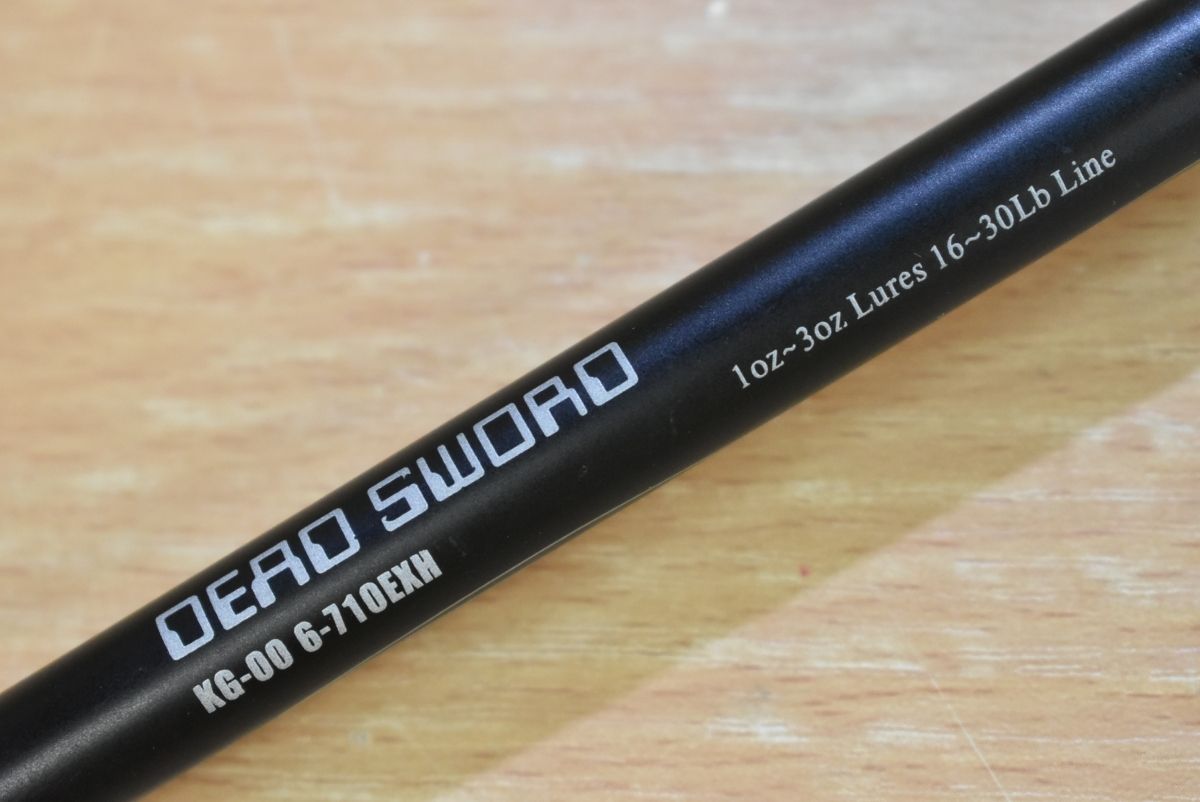 DEAD SWORD
KG-00 6-710EXH
1oz~3oz Lures 16~30Lb Line